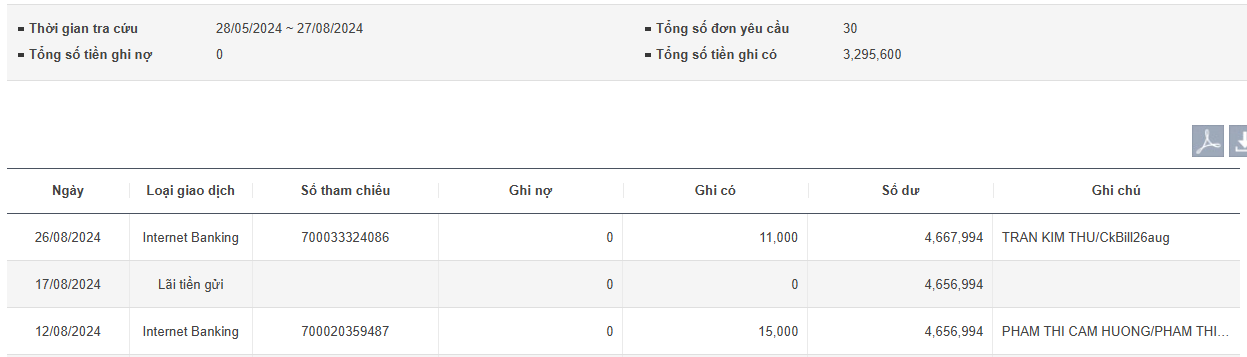 Thời gian tra cứu 28/05/2024 ~ 27/08/2024 Tổng số đơn yêu cầu 30
Tổng số tiền ghi nợ 0 Tổng số tiền ghi có 3,295,600
Ngày Loại giao dịch Số tham chiếu Ghi nợ Ghi có Số dư Ghi chú
26/08/2024 Internet Banking 700033324086 0 11,000 4,667,994 TRAN KIM THU/CkBill26aug
17/08/2024 Lãi tiền gửi 0 0 4,656,994
12/08/2024 Internet Banking 700020359487 0 15,000 4,656,994 PHAM THI CAM HUONG/PHAM THI...